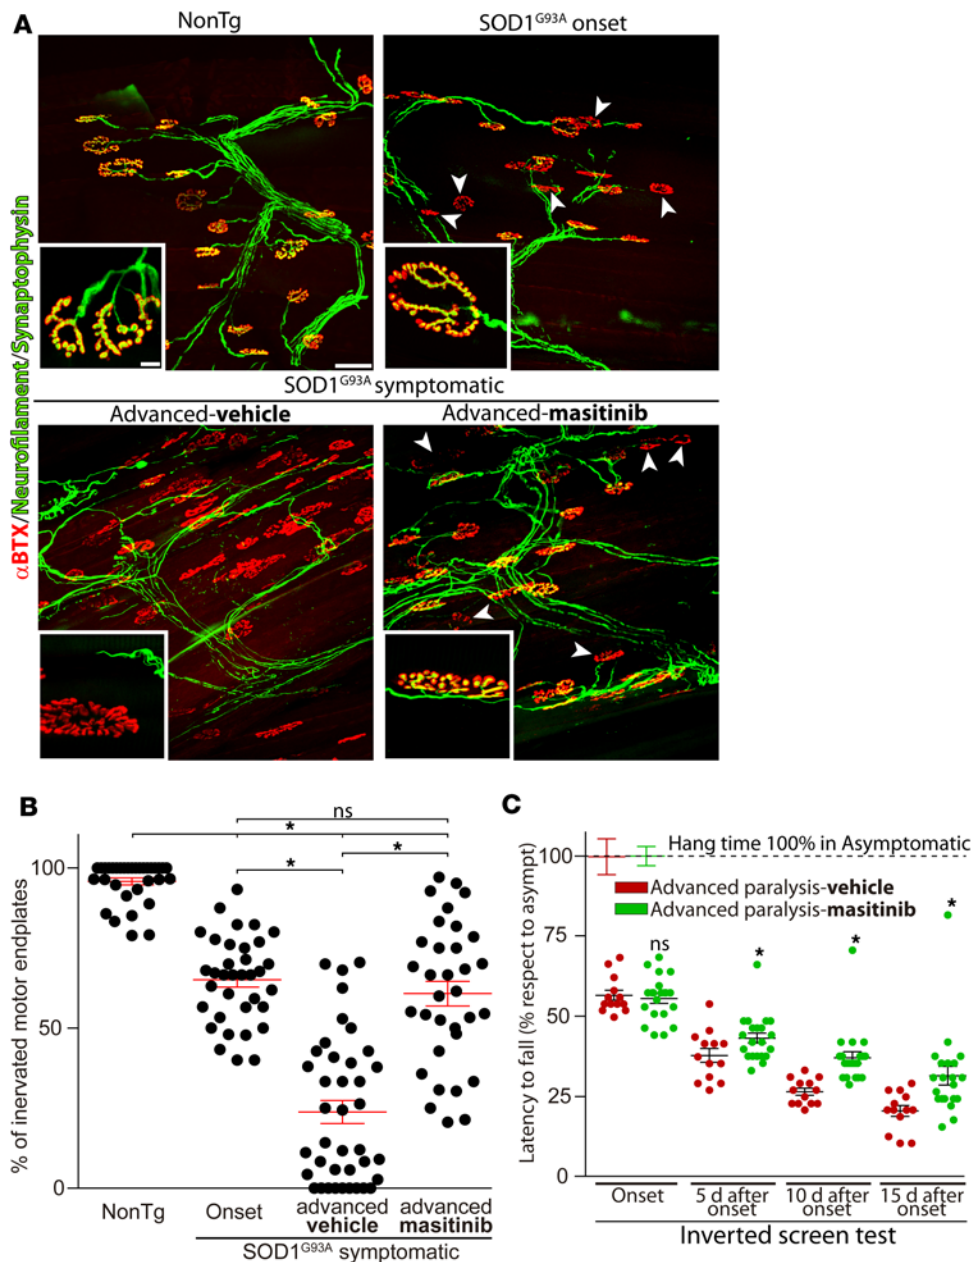 A
NonTg
SOD1G93A onset
αBTX/Neurofilament/Synaptophysin
SOD1G93A symptomatic
Advanced-vehicle
Advanced-masitinib
B
ns
*
*
*
100
50
0
% of inervated motor endplates
NonTg
Onset
advanced
vehicle
advanced
masitinib
SOD1G93A symptomatic
C
Hang time 100% in Asymptomatic
Advanced paralysis-vehicle
Advanced paralysis-masitinib
ns
*
*
*
100
75
50
25
0
Latency to fall (% respect to asympt)
Onset
5 d after
onset
10 d after
onset
15 d after
onset
Inverted screen test